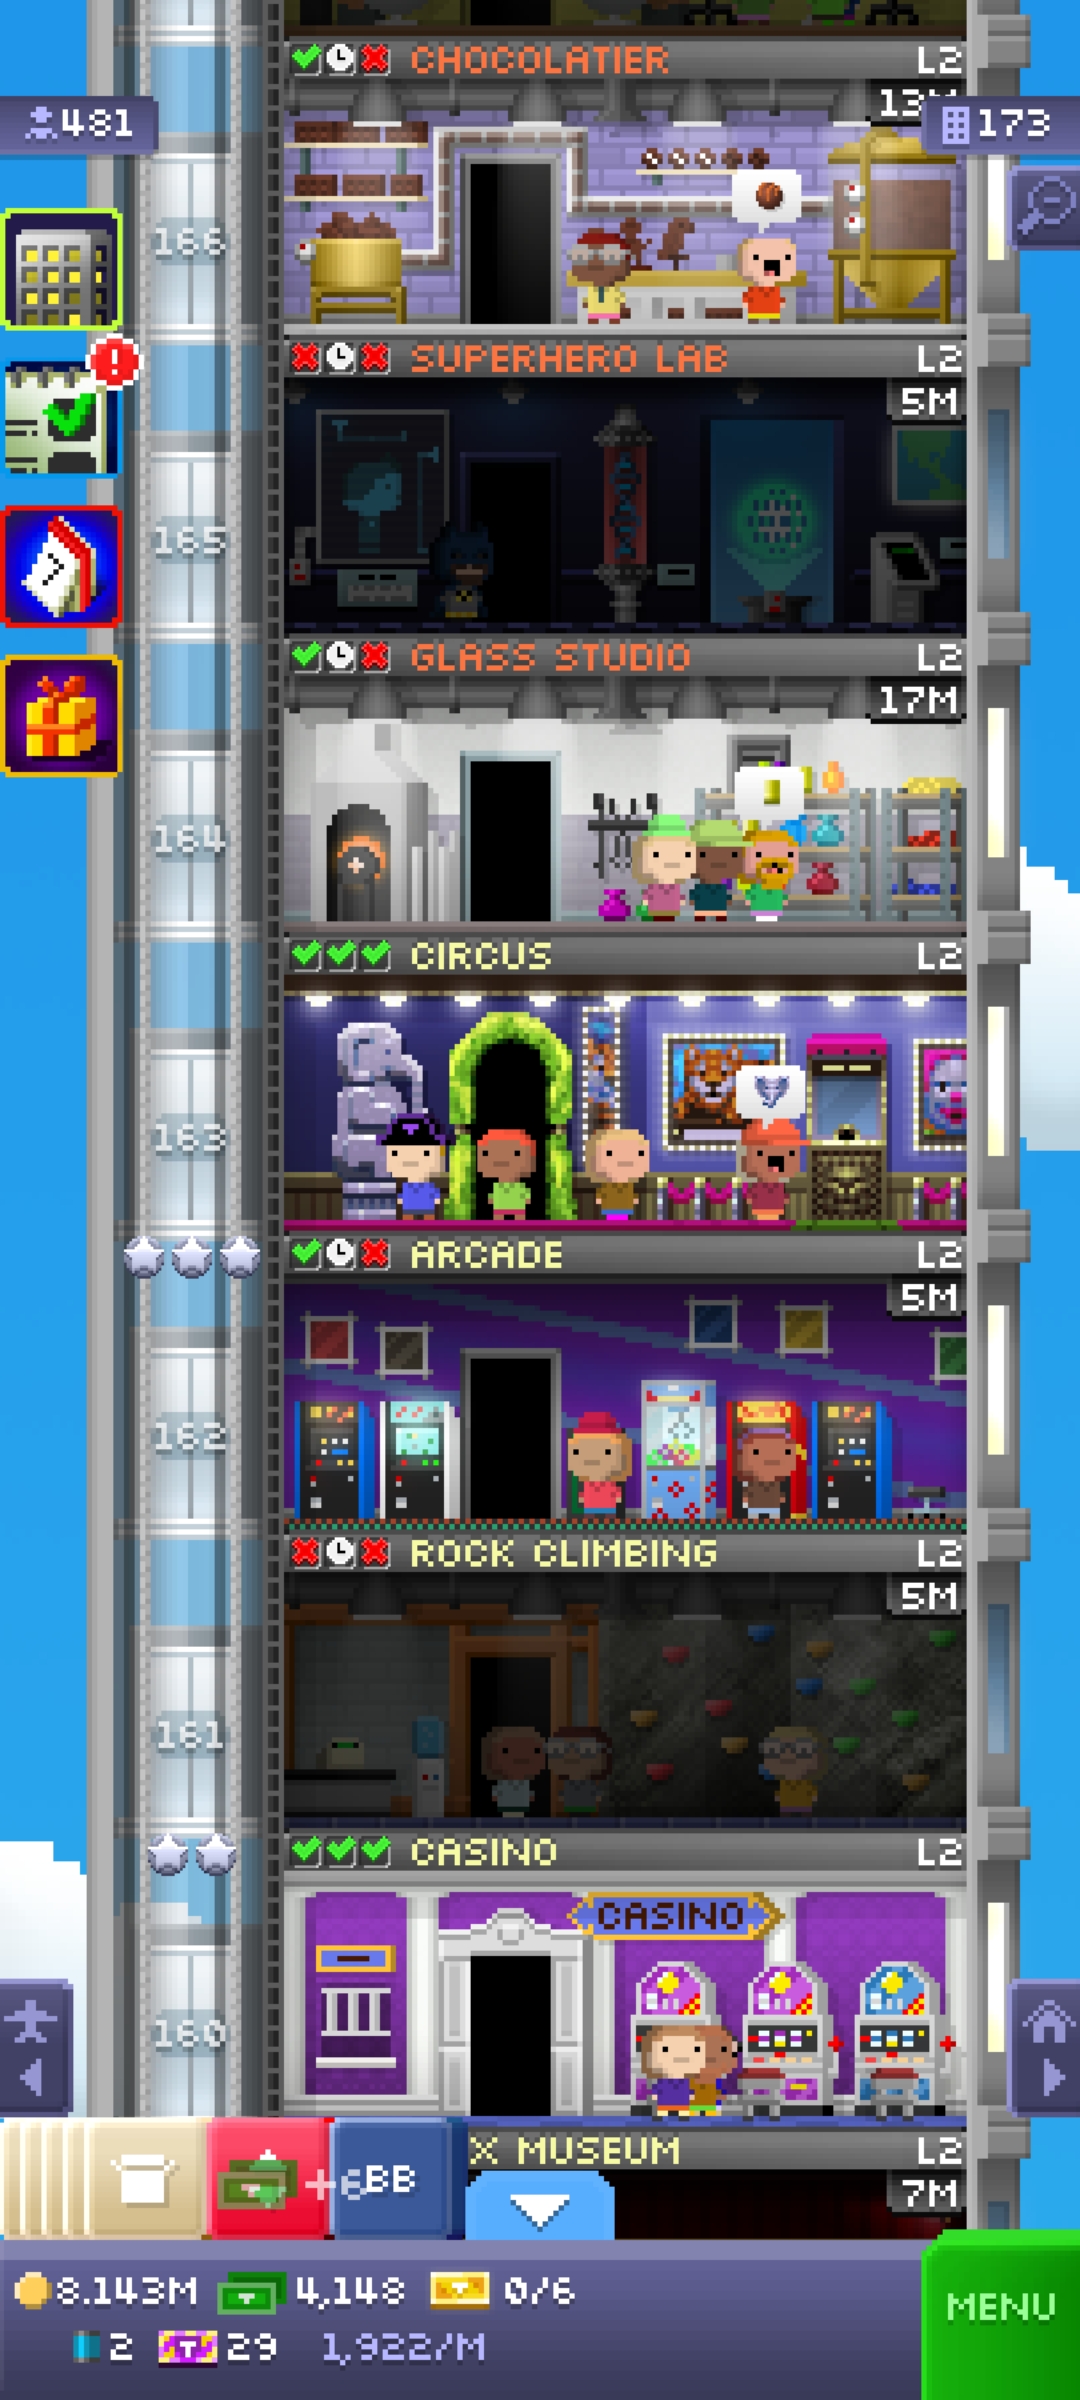 CHOCOLATIER L2
481
173
166
SUPERHERO LAB L2
5M
165
GLASS STUDIO L2
17M
164
CIRCUS L2
163
ARCADE L2
5M
162
ROCK CLIMBING L2
5M
161
CASINO L2
CASINO
160
X MUSEUM L2
7M
+6 BB
8.143M 4,148 0/6
MENU
2 29 1,922/M